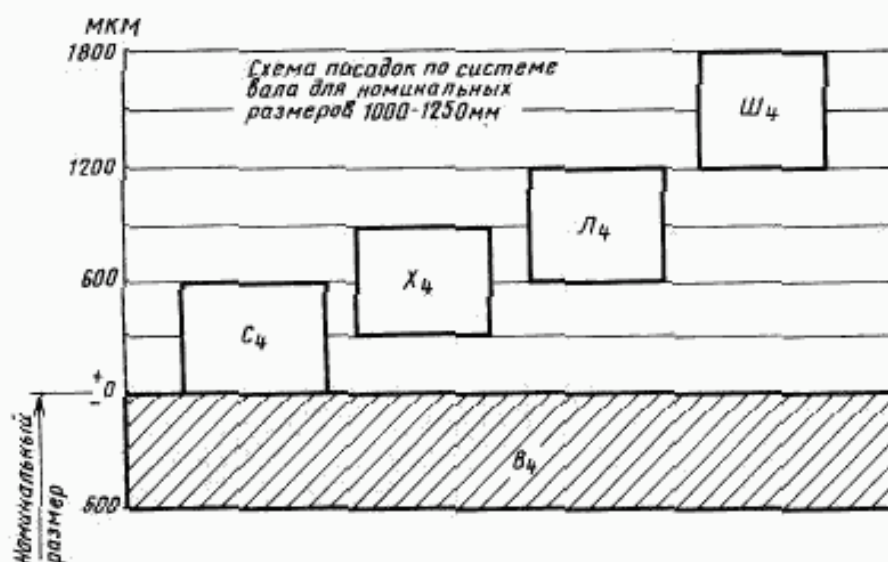 МКМ
1800
Схема посадок по системе
вала для номинальных
размеров 1000-1250мм
Ш₄
1200
Л₄
Х₄
600
С₄
+
- 0
В₄
600
Номинальный
размер